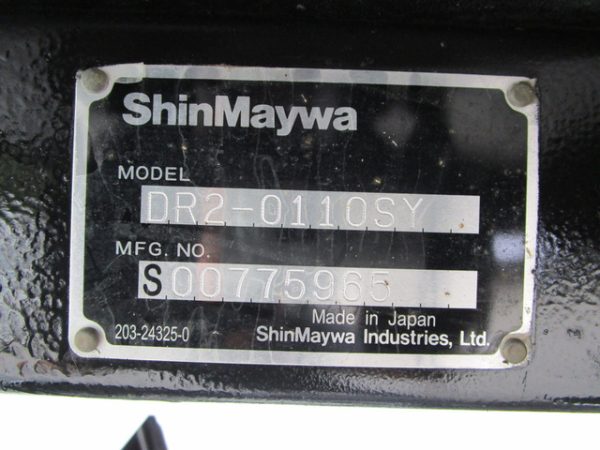 ShinMaywa
MODEL
DR2-0110SY
MFG. NO.
S00775965
Made in Japan
203-24325-0 ShinMaywa Industries, Ltd.